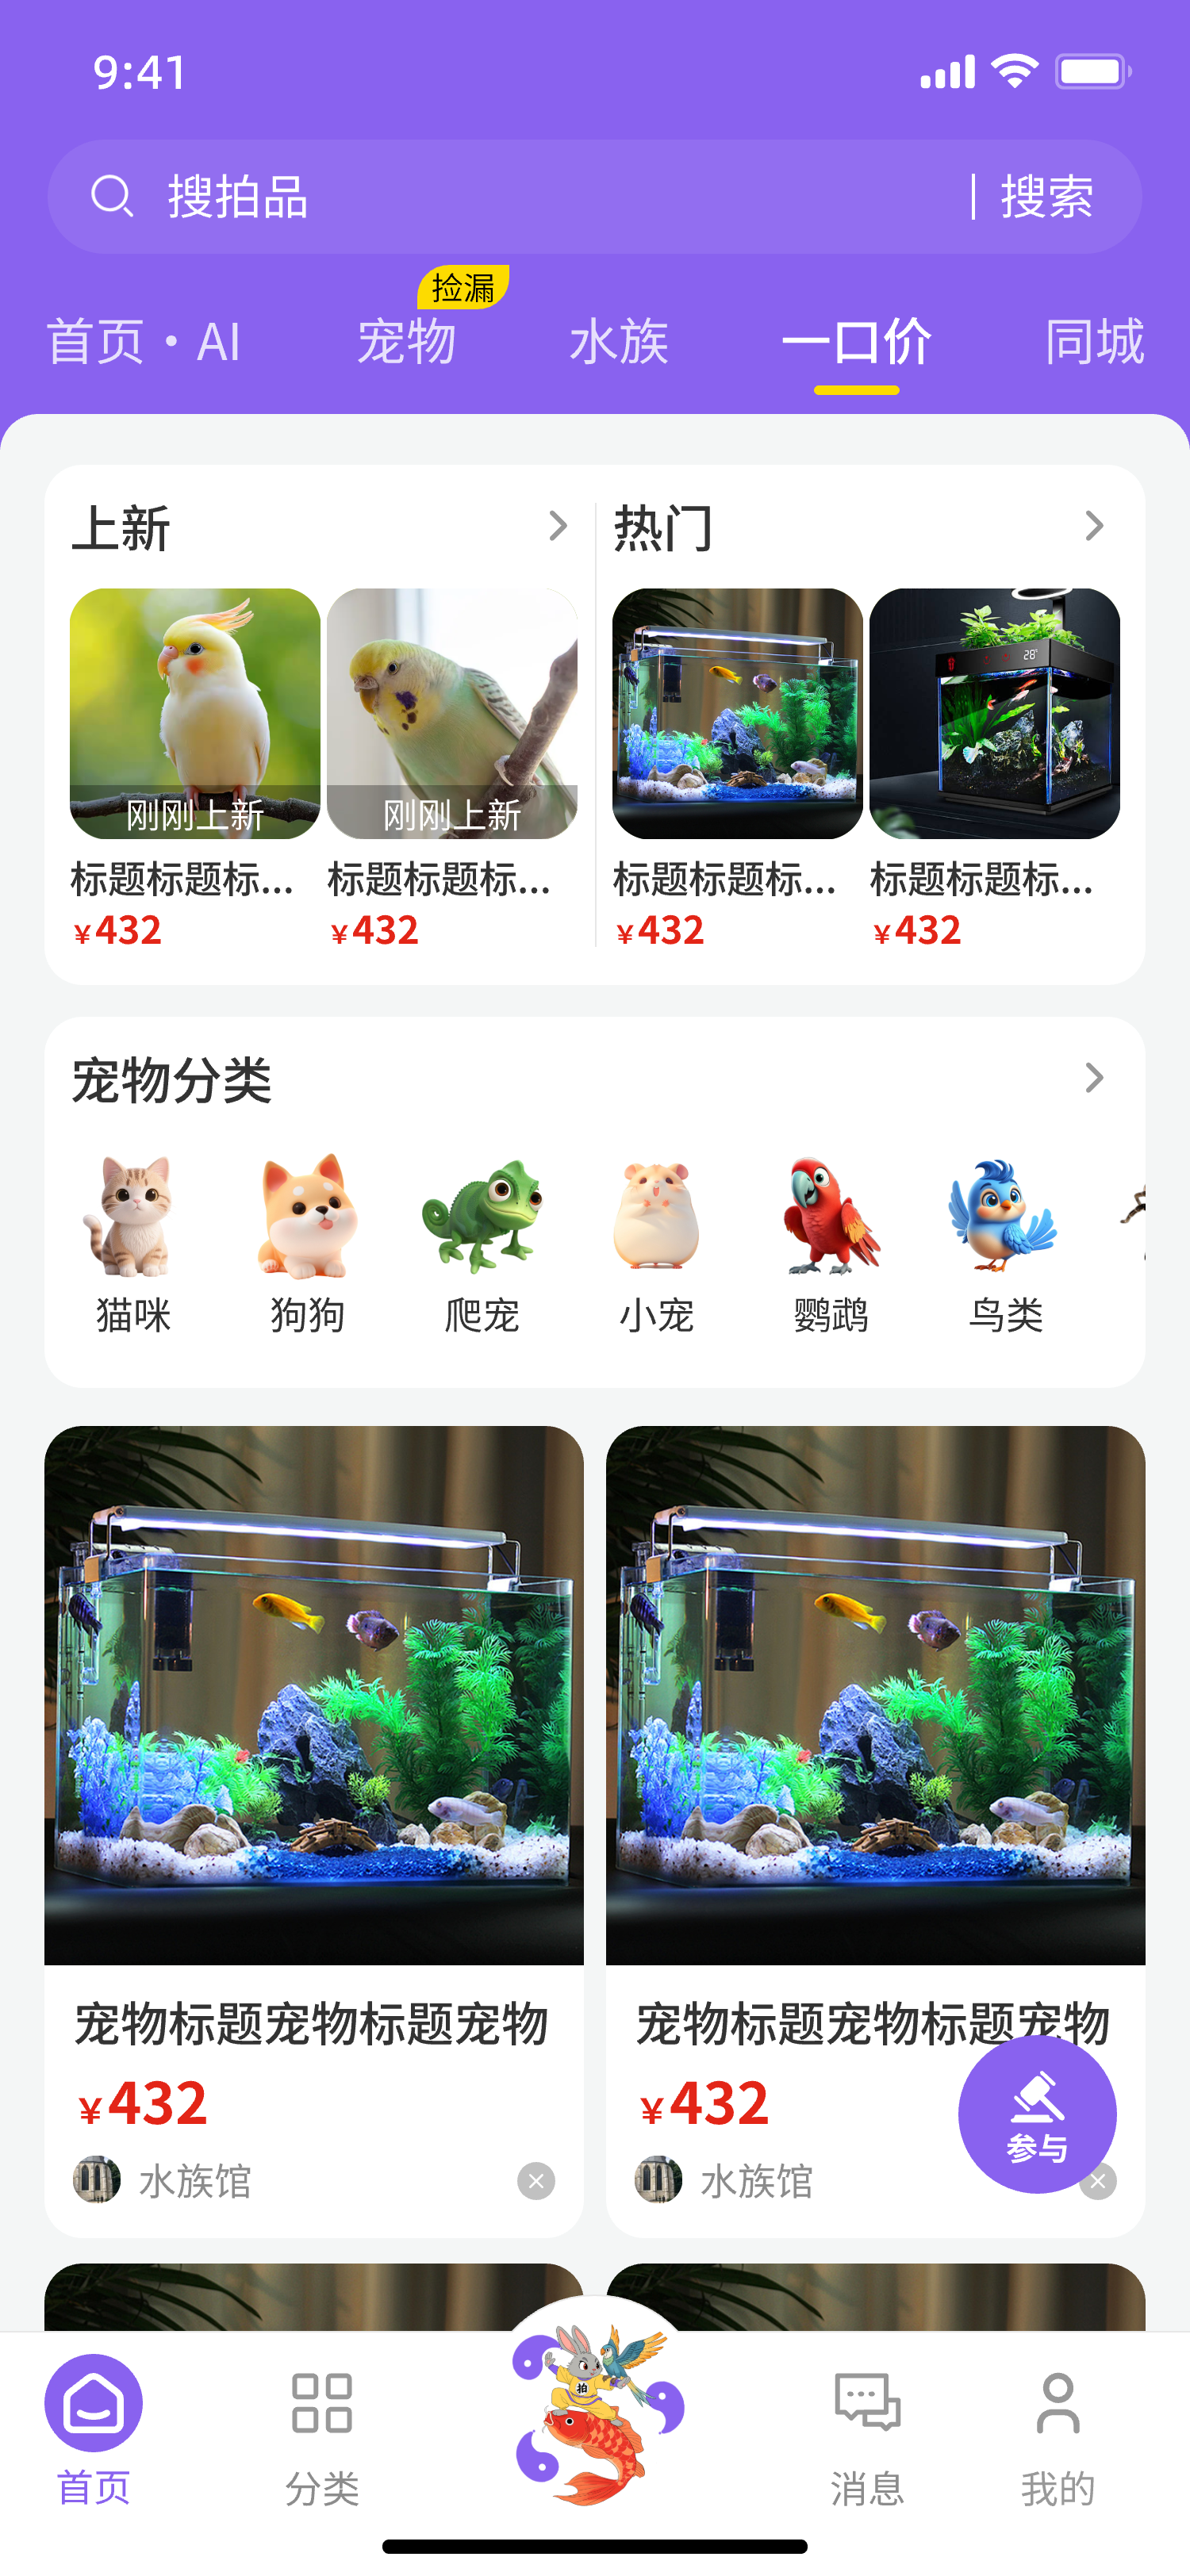 9:41
搜拍品
搜索
捡漏
首页・AI
宠物
水族
一口价
同城
上新
热门
28°
刚刚上新
刚刚上新
标题标题标...
标题标题标...
标题标题标...
标题标题标...
¥432
¥432
¥432
¥432
宠物分类
猫咪
狗狗
爬宠
小宠
鹦鹉
鸟类
宠物标题宠物标题宠物
宠物标题宠物标题宠物
¥432
¥432
参与
水族馆
水族馆
拍
首页
分类
消息
我的